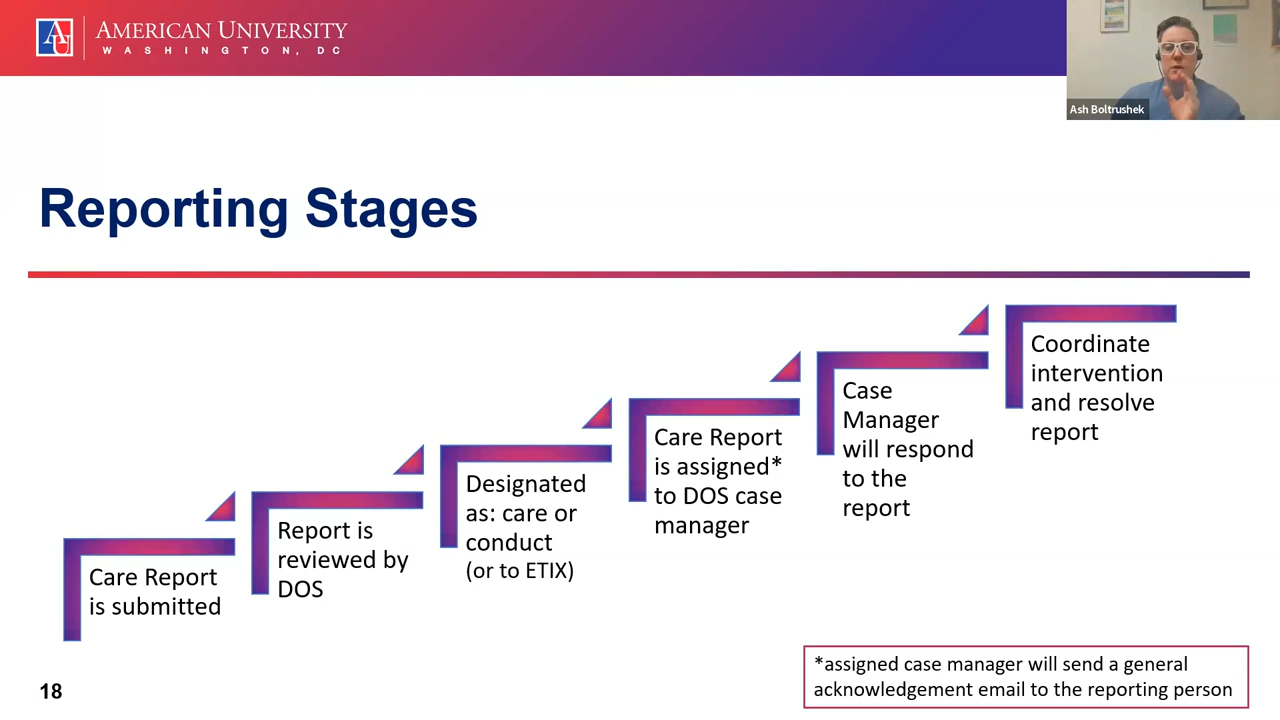 AU
AMERICAN UNIVERSITY
WASHINGTON, DC
Ash Boltrushek
Reporting Stages
Care Report
is submitted
Report is
reviewed by
DOS
Designated
as: care or
conduct
(or to ETIX)
Care Report
is assigned*
to DOS case
manager
Case
Manager
will respond
to the
report
Coordinate
intervention
and resolve
report
*assigned case manager will send a general
acknowledgement email to the reporting person
18